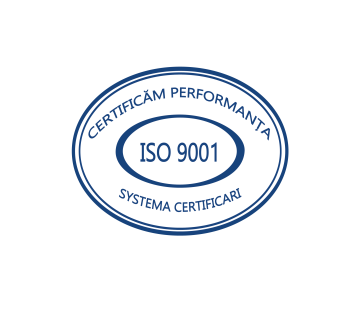 CERTIFICĂM PERFORMANȚA
ISO 9001
SYSTEMA CERTIFICARI